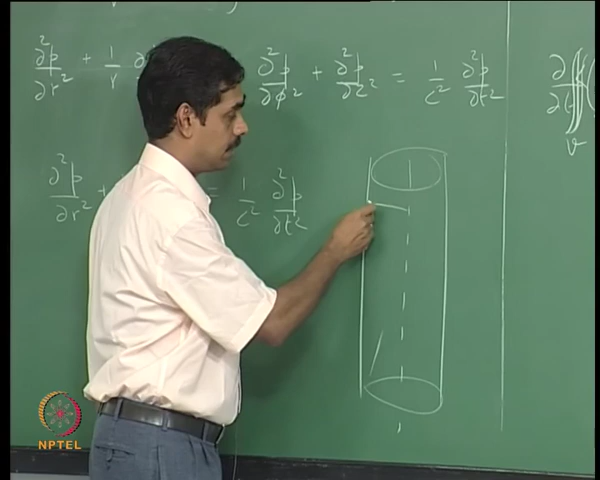 ∂²p/∂r² + 1/r ∂ ∂²p/∂φ² + ∂²p/∂z² = 1/c² ∂²p/∂t²
∂²p/∂r² + = 1/c² ∂²p/∂t²
NPTEL